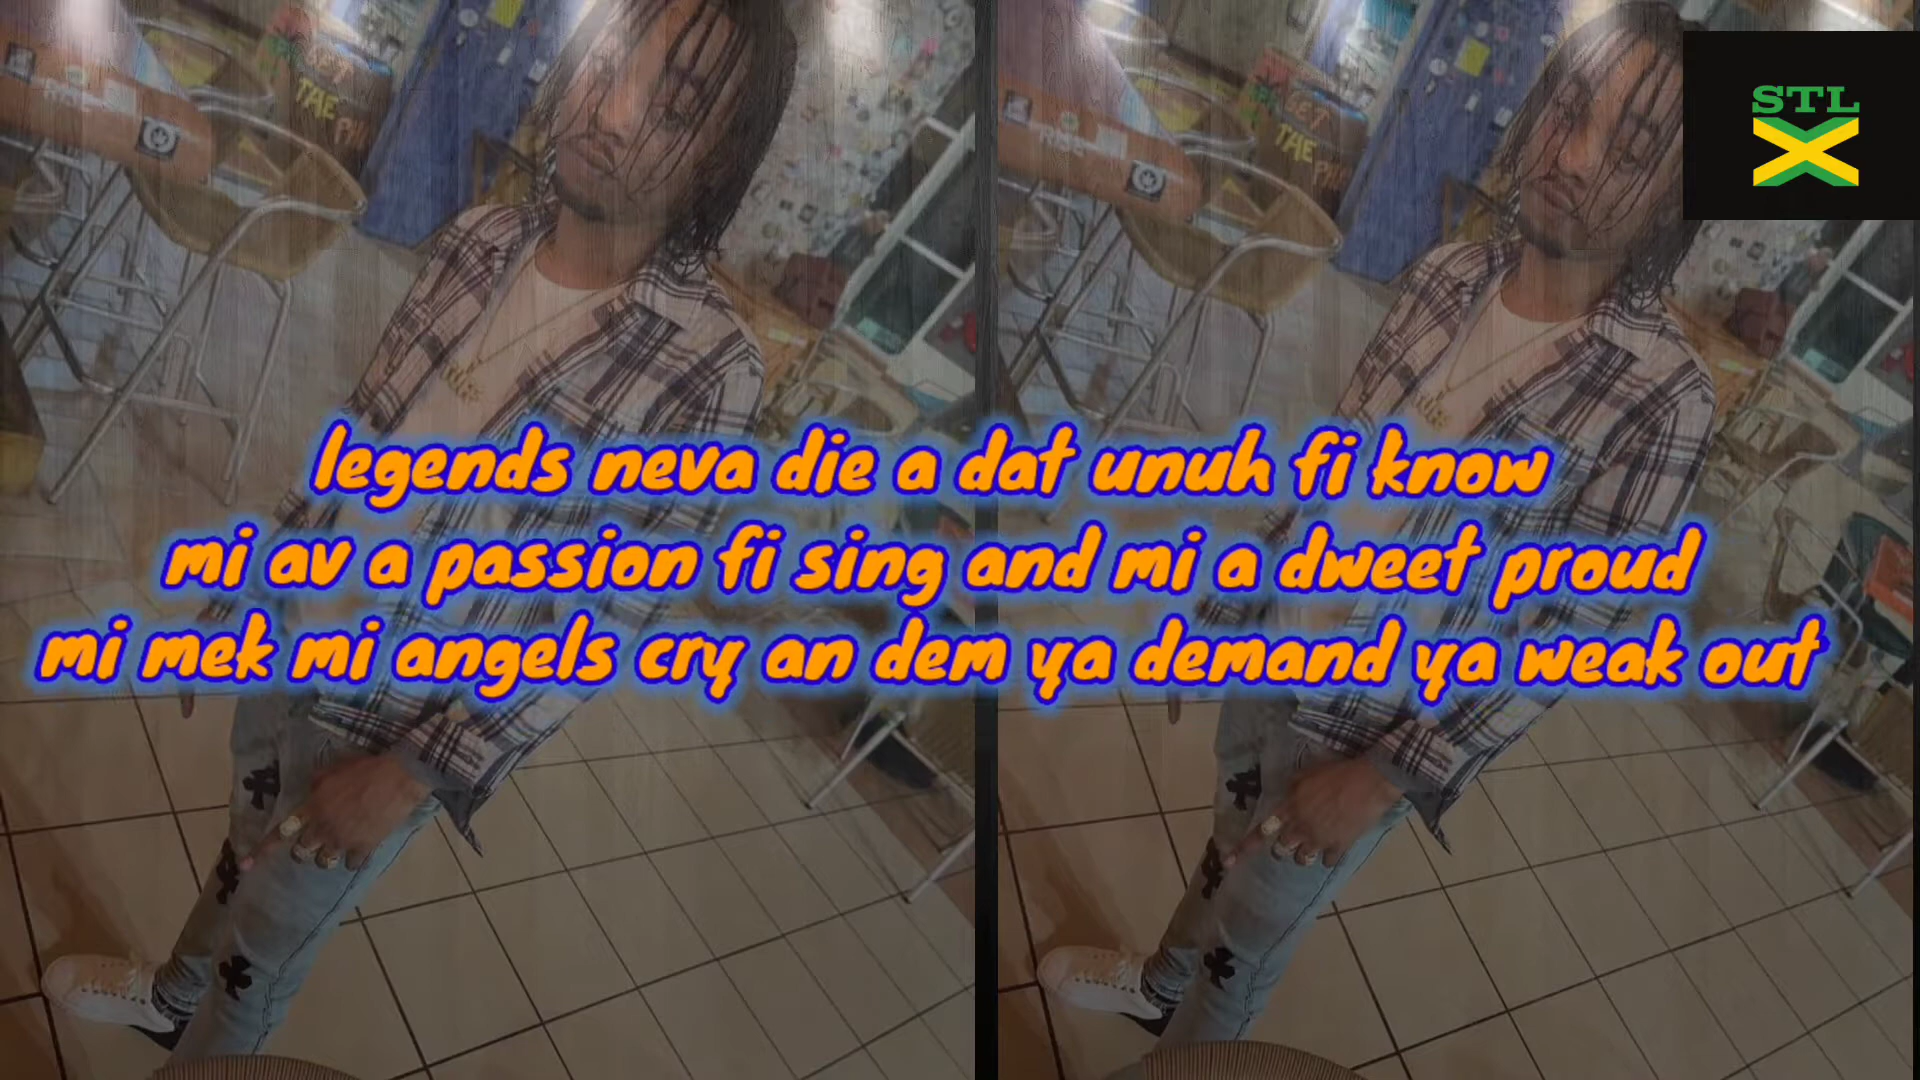 STL
legends neva die a dat unuh fi know
mi av a passion fi sing and mi a dweet proud
mi mek mi angels cry an dem ya demand ya weak out